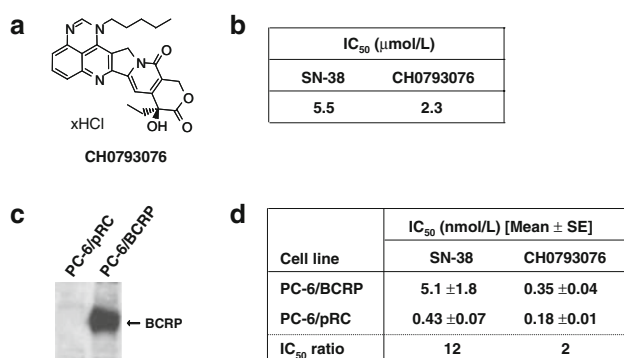 a
N
N
N
N
O
O
O
OH
xHCl
CH0793076
b
IC50 (μmol/L)
SN-38 CH0793076
5.5 2.3
c
PC-6/pRC
PC-6/BCRP
← BCRP
d
IC50 (nmol/L) [Mean ± SE]
Cell line SN-38 CH0793076
PC-6/BCRP 5.1 ±1.8 0.35 ±0.04
PC-6/pRC 0.43 ±0.07 0.18 ±0.01
IC50 ratio 12 2